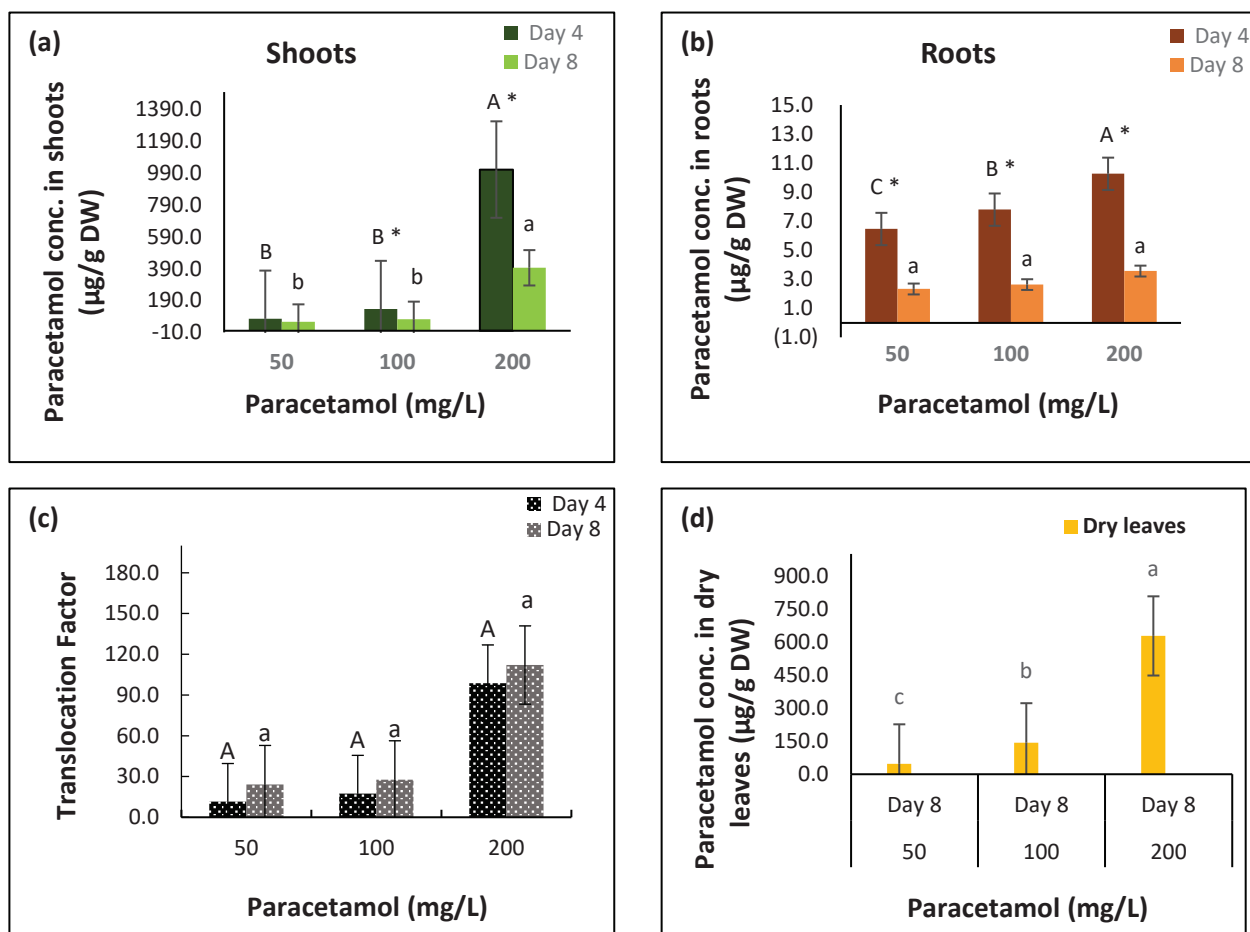 (a)
Shoots
Day 4
Day 8
Paracetamol conc. in shoots
(µg/g DW)
1390.0
1190.0
990.0
790.0
590.0
390.0
190.0
-10.0
B
b
B *
b
A *
a
50
100
200
Paracetamol (mg/L)
(b)
Roots
Day 4
Day 8
Paracetamol conc. in roots
(µg/g DW)
15.0
13.0
11.0
9.0
7.0
5.0
3.0
1.0
(1.0)
C *
a
B *
a
A *
a
50
100
200
Paracetamol (mg/L)
(c)
Day 4
Day 8
Translocation Factor
180.0
150.0
120.0
90.0
60.0
30.0
0.0
A
a
A
a
A
a
50
100
200
Paracetamol (mg/L)
(d)
Dry leaves
Paracetamol conc. in dry
leaves (µg/g DW)
900.0
750.0
600.0
450.0
300.0
150.0
0.0
c
b
a
Day 8
Day 8
Day 8
50
100
200
Paracetamol (mg/L)